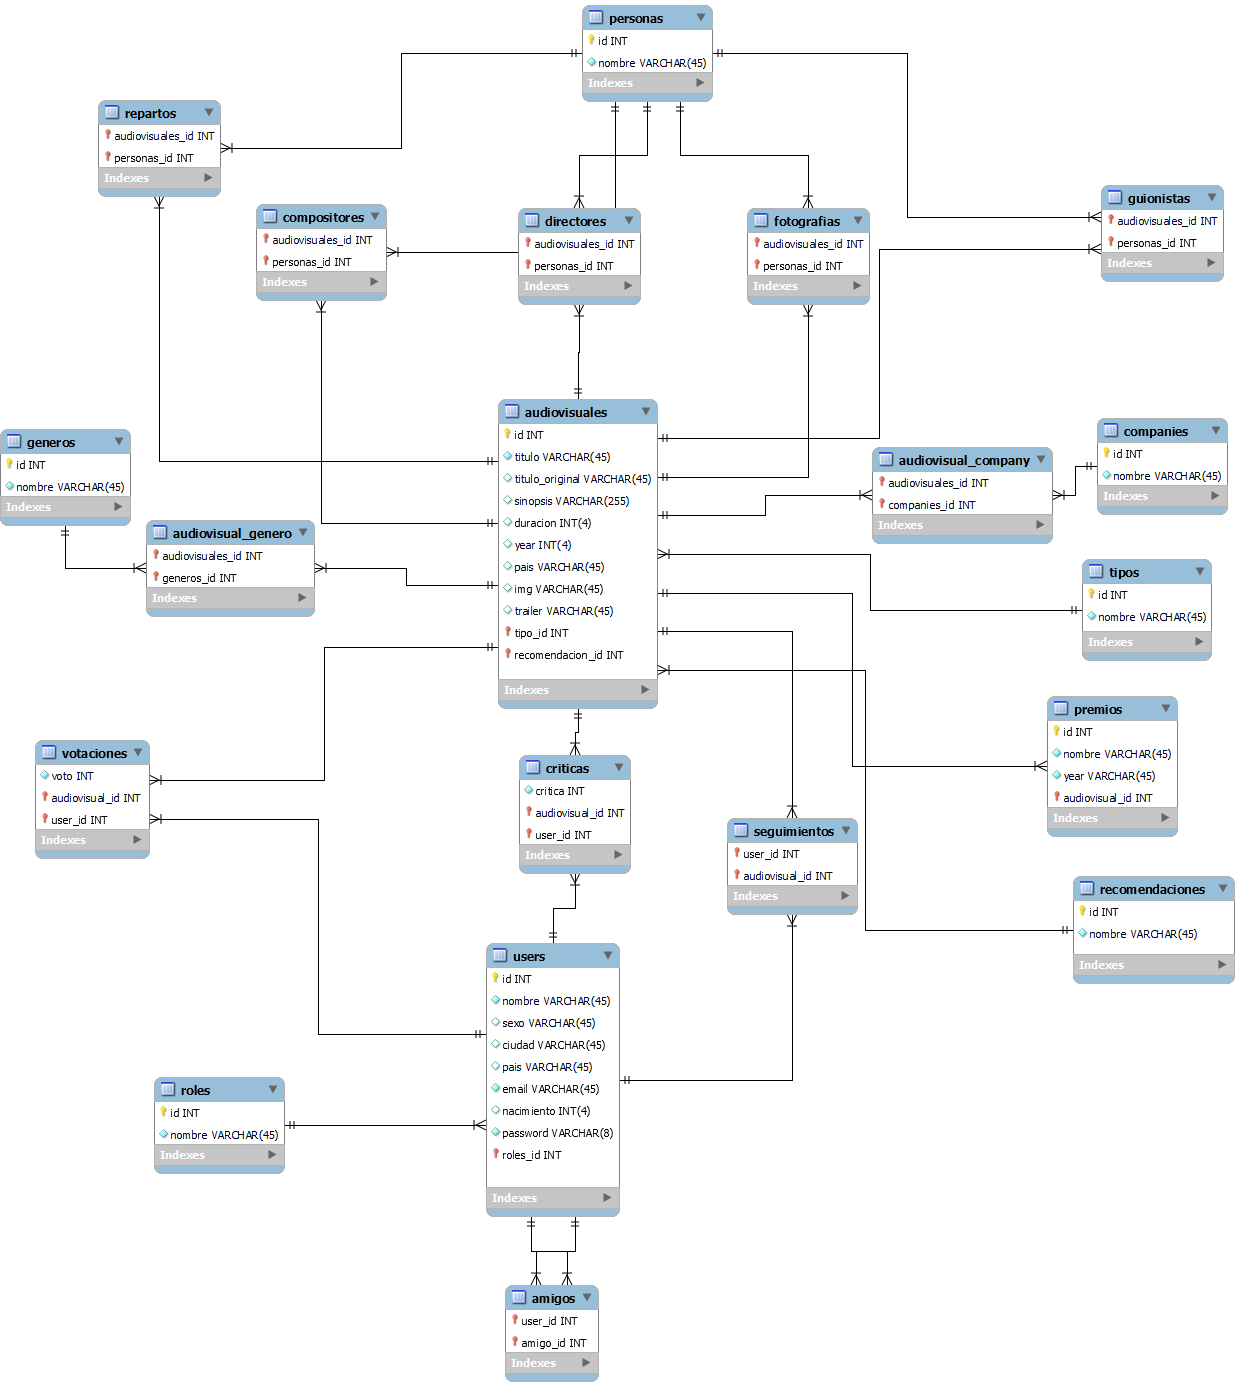 personas
id INT
nombre VARCHAR(45)
Indexes
repartos
audiovisuales_id INT
personas_id INT
Indexes
compositores
audiovisuales_id INT
personas_id INT
Indexes
directores
audiovisuales_id INT
personas_id INT
Indexes
fotografias
audiovisuales_id INT
personas_id INT
Indexes
guionistas
audiovisuales_id INT
personas_id INT
Indexes
audiovisuales
id INT
titulo VARCHAR(45)
titulo_original VARCHAR(45)
sinopsis VARCHAR(255)
duracion INT(4)
year INT(4)
pais VARCHAR(45)
img VARCHAR(45)
trailer VARCHAR(45)
tipo_id INT
recomendacion_id INT
Indexes
generos
id INT
nombre VARCHAR(45)
Indexes
audiovisual_genero
audiovisuales_id INT
generos_id INT
Indexes
audiovisual_company
audiovisuales_id INT
companies_id INT
Indexes
companies
id INT
nombre VARCHAR(45)
Indexes
tipos
id INT
nombre VARCHAR(45)
Indexes
premios
id INT
nombre VARCHAR(45)
year VARCHAR(45)
audiovisual_id INT
Indexes
votaciones
voto INT
audiovisual_id INT
user_id INT
Indexes
criticas
critica INT
audiovisual_id INT
user_id INT
Indexes
seguimientos
user_id INT
audiovisual_id INT
Indexes
recomendaciones
id INT
nombre VARCHAR(45)
Indexes
users
id INT
nombre VARCHAR(45)
sexo VARCHAR(45)
ciudad VARCHAR(45)
pais VARCHAR(45)
email VARCHAR(45)
nacimiento INT(4)
password VARCHAR(8)
roles_id INT
Indexes
roles
id INT
nombre VARCHAR(45)
Indexes
amigos
user_id INT
amigo_id INT
Indexes